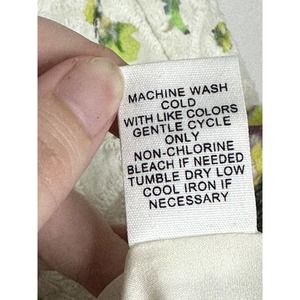 MACHINE WASH
COLD
WITH LIKE COLORS
GENTLE CYCLE
ONLY
NON-CHLORINE
BLEACH IF NEEDED
TUMBLE DRY LOW
COOL IRON IF
NECESSARY